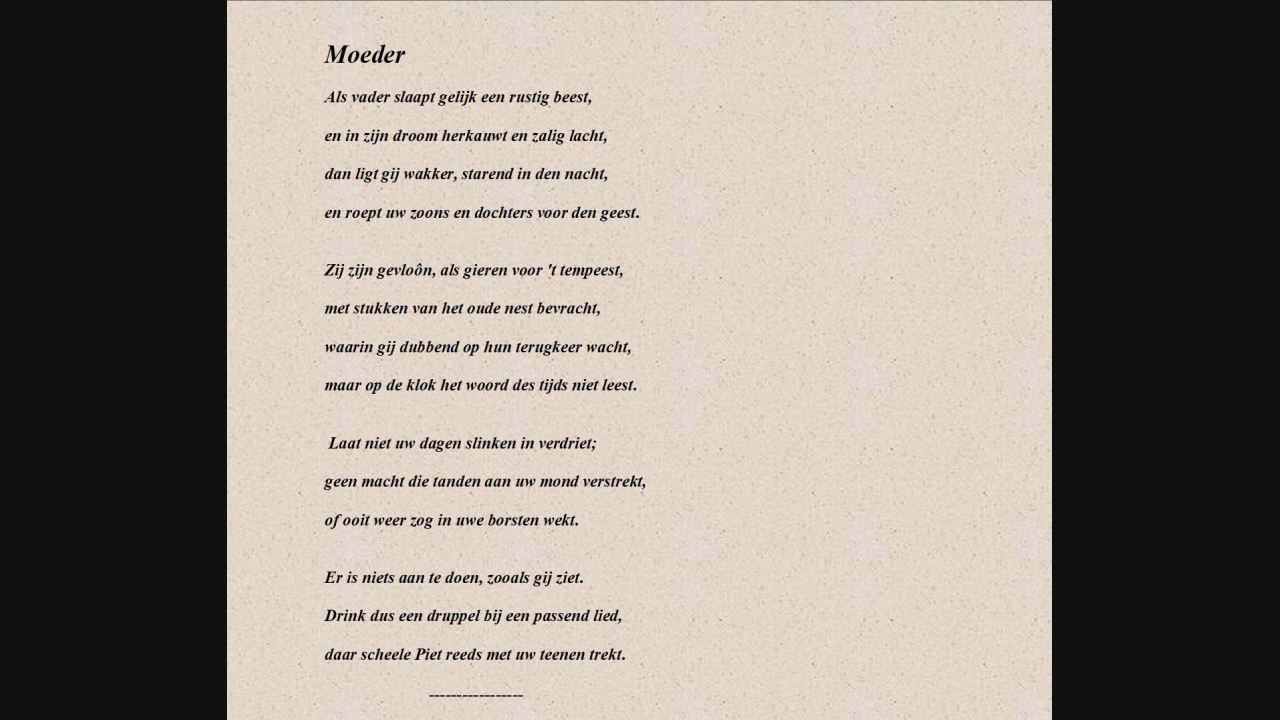 Moeder
Als vader slaapt gelijk een rustig beest,
en in zijn droom herkauwt en zalig lacht,
dan ligt gij wakker, starend in den nacht,
en roept uw zoons en dochters voor den geest.
Zij zijn gevloôn, als gieren voor 't tempeest,
met stukken van het oude nest bevracht,
waarin gij dubbend op hun terugkeer wacht,
maar op de klok het woord des tijds niet leest.
Laat niet uw dagen slinken in verdriet;
geen macht die tanden aan uw mond verstrekt,
of ooit weer zog in uwe borsten wekt.
Er is niets aan te doen, zooals gij ziet.
Drink dus een druppel bij een passend lied,
daar scheele Piet reeds met uw teenen trekt.
-----------------